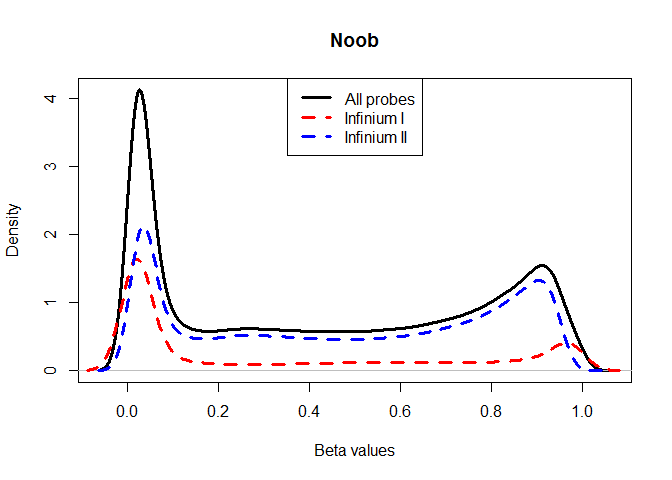 Noob
All probes
Infinium I
Infinium II
Density
4
3
2
1
0
0.0 0.2 0.4 0.6 0.8 1.0
Beta values